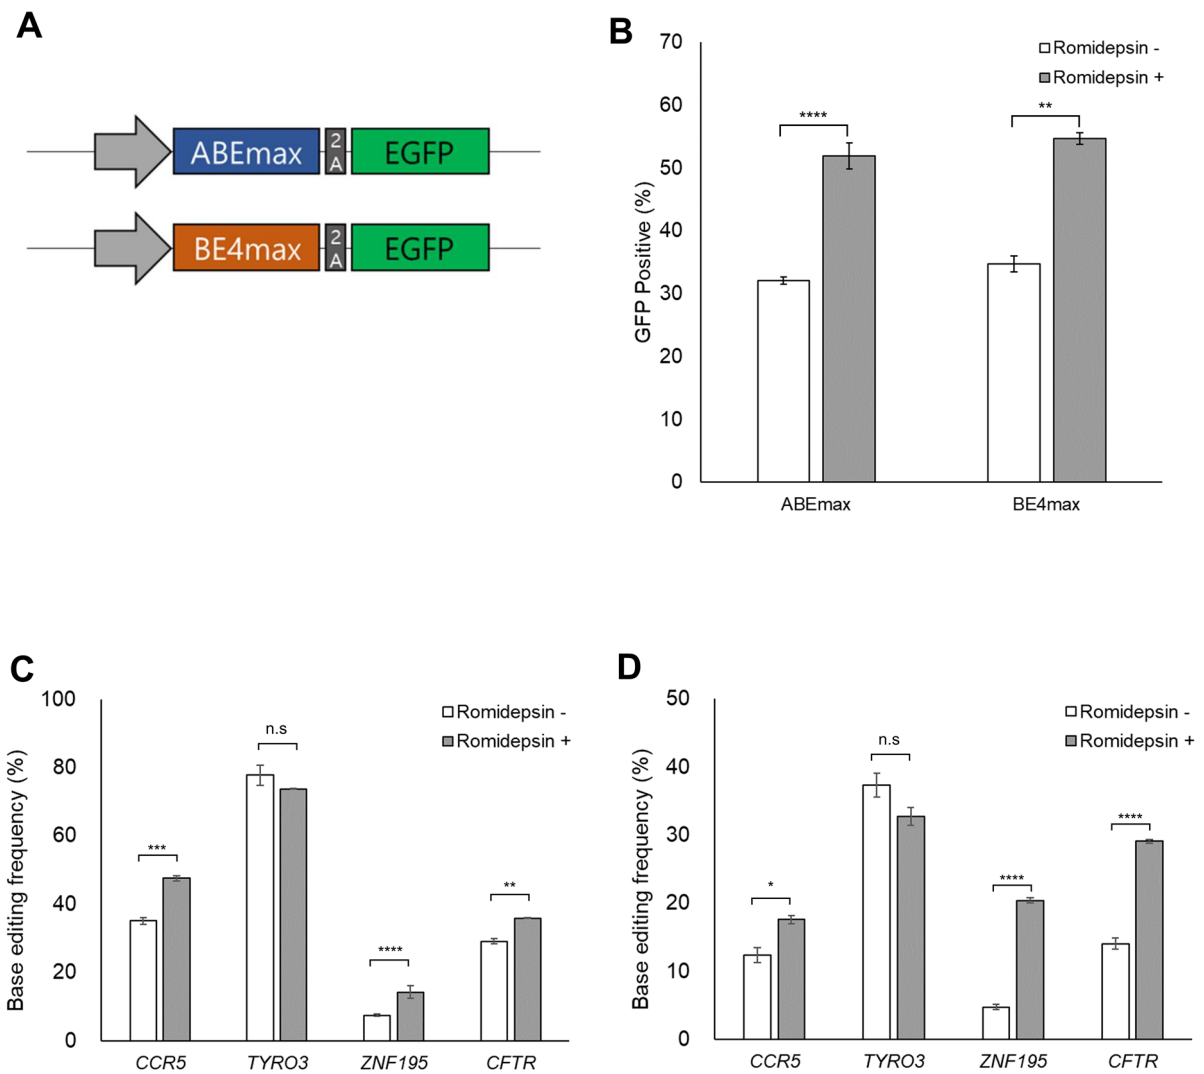 A
ABEmax 2A EGFP
BE4max 2A EGFP
B
Romidepsin -
Romidepsin +
GFP Positive (%)
70
60
50
40
30
20
10
0
****
**
ABEmax BE4max
C
Romidepsin -
Romidepsin +
Base editing frequency (%)
100
80
60
40
20
0
***
n.s
****
**
CCR5 TYRO3 ZNF195 CFTR
D
Romidepsin -
Romidepsin +
Base editing frequency (%)
50
40
30
20
10
0
*
n.s
****
****
CCR5 TYRO3 ZNF195 CFTR